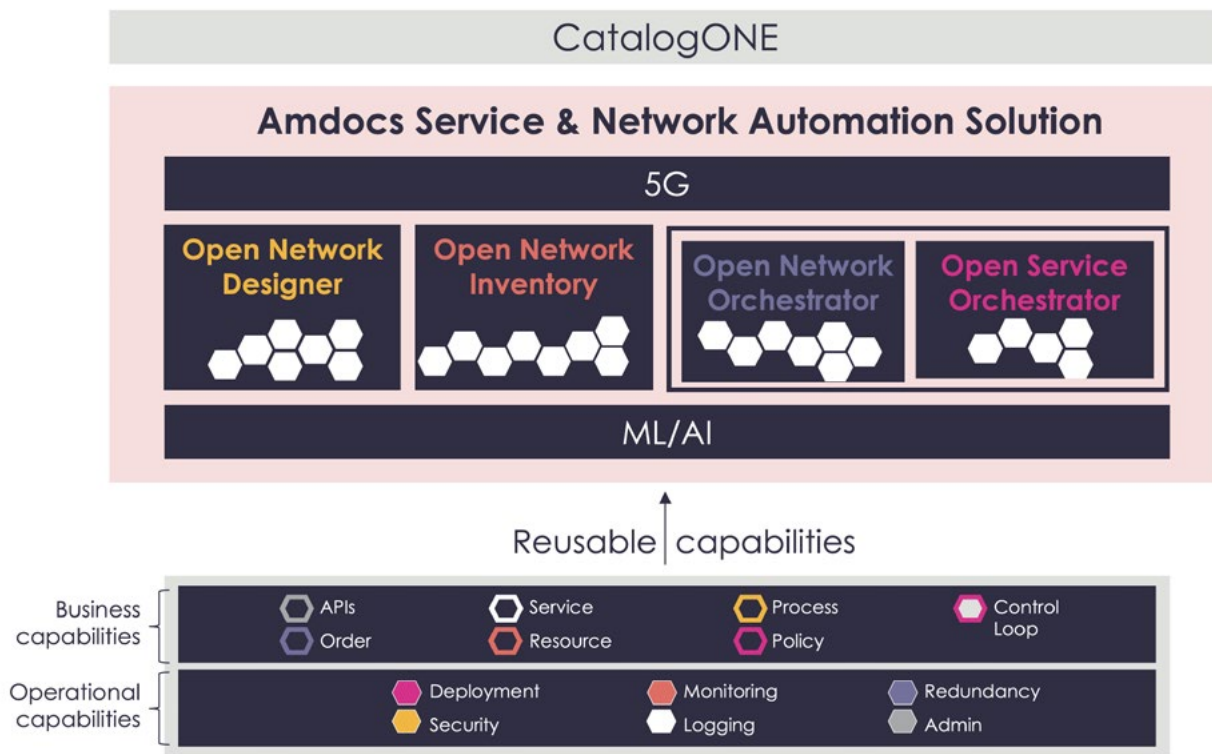 CatalogONE
Amdocs Service & Network Automation Solution
5G
Open Network
Designer
Open Network
Inventory
Open Network
Orchestrator
Open Service
Orchestrator
ML/AI
Reusable capabilities
Business
capabilities
APIs
Service
Process
Control
Loop
Order
Resource
Policy
Operational
capabilities
Deployment
Monitoring
Redundancy
Security
Logging
Admin